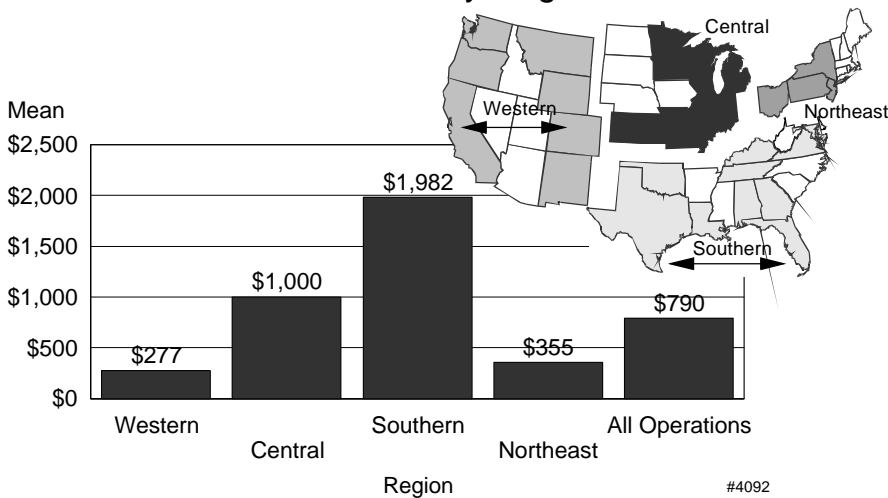 Central
Western
Northeast
Southern
Mean
$2,500
$2,000
$1,500
$1,000
$500
$0
$277
$1,000
$1,982
$355
$790
Western
Central
Southern
Northeast
All Operations
Region
#4092